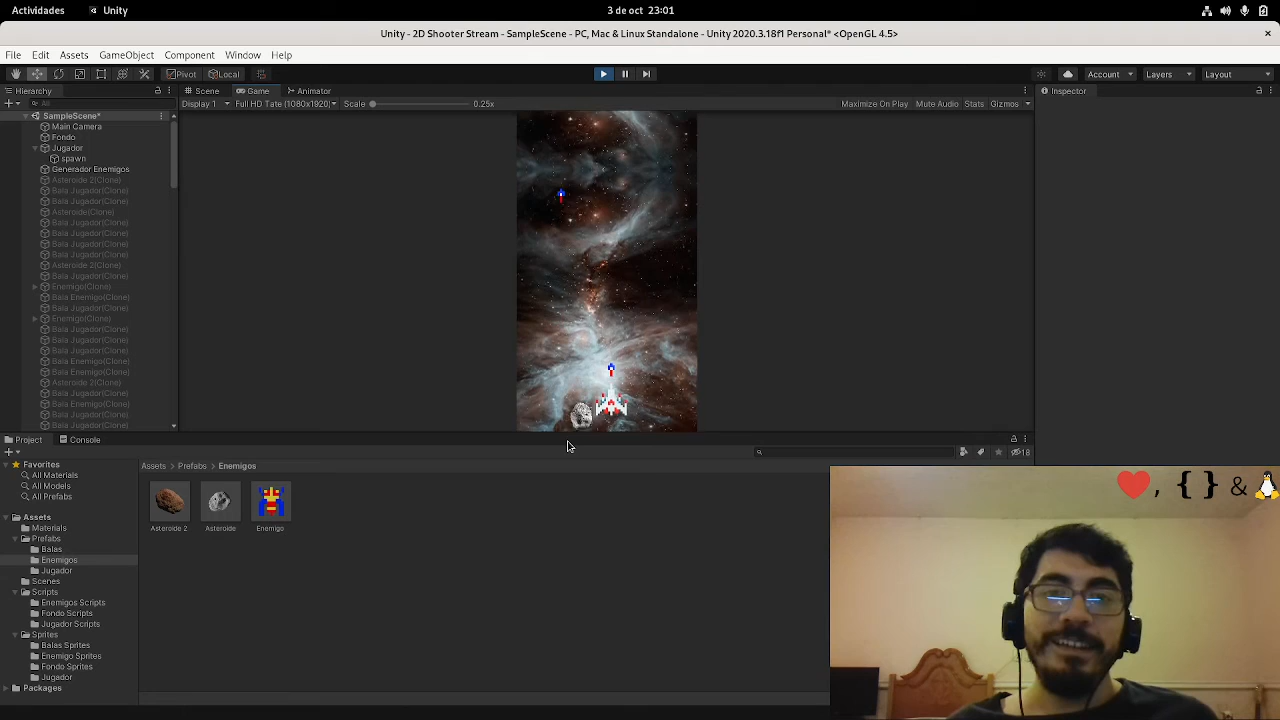 Actividades
Unity
3 de oct 23:01
Unity - 2D Shooter Stream - SampleScene - PC, Mac & Linux Standalone - Unity 2020.3.18f1 Personal* <OpenGL 4.5>
File Edit Assets GameObject Component Window Help
Pivot Local
Account Layers Layout
Hierarchy
Scene Game Animator
Inspector
All
Display 1 Full HD Tate (1080x1920) Scale 0.25x Maximize On Play Mute Audio Stats Gizmos
SampleScene*
Main Camera
Fondo
Jugador
spawn
Generador Enemigos
Asteroide 2(Clone)
Bala Jugador(Clone)
Bala Jugador(Clone)
Asteroide(Clone)
Bala Jugador(Clone)
Bala Jugador(Clone)
Bala Jugador(Clone)
Bala Jugador(Clone)
Asteroide 2(Clone)
Bala Jugador(Clone)
Enemigo(Clone)
Bala Enemigo(Clone)
Bala Jugador(Clone)
Enemigo(Clone)
Bala Jugador(Clone)
Bala Jugador(Clone)
Bala Jugador(Clone)
Bala Enemigo(Clone)
Bala Enemigo(Clone)
Asteroide 2(Clone)
Bala Jugador(Clone)
Bala Enemigo(Clone)
Bala Jugador(Clone)
Bala Jugador(Clone)
Project Console
18
Favorites
All Materials
All Models
All Prefabs
Assets
Materials
Prefabs
Balas
Enemigos
Jugador
Scenes
Scripts
Enemigos Scripts
Fondo Scripts
Jugador Scripts
Sprites
Balas Sprites
Enemigo Sprites
Fondo Sprites
Jugador
Packages
Assets Prefabs Enemigos
Asteroide 2 Asteroide Enemigo
, { } &